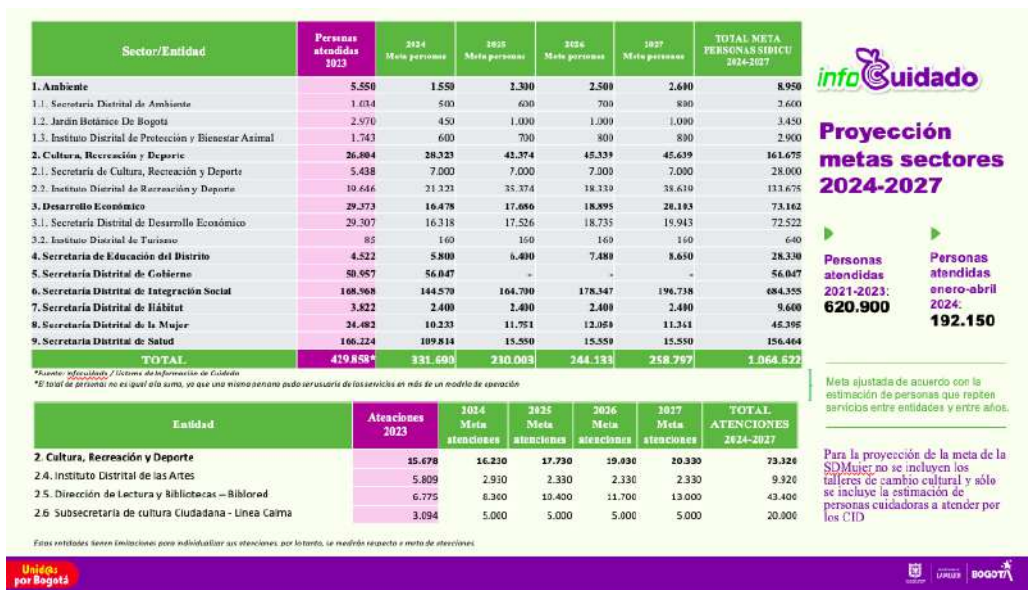 Sector/Entidad Personas atendidas 2023 2024 Meta personas 2025 Meta personas 2026 Meta personas 2027 Meta personas TOTAL META PERSONAS SIDICU 2024-2027
1. Ambiente 5.550 1.550 2.300 2.500 2.600 8.950
1.1. Secretaría Distrital de Ambiente 1.034 500 600 700 800 2.600
1.2. Jardín Botánico De Bogotá 2.970 450 1.000 1.000 1.000 3.450
1.3. Instituto Distrital de Protección y Bienestar Animal 1.743 600 700 800 800 2.900
2. Cultura, Recreación y Deporte 26.804 28.323 42.374 45.339 45.639 161.675
2.1. Secretaría de Cultura, Recreación y Deporte 5.438 7.000 7.000 7.000 7.000 28.000
2.2. Instituto Distrital de Recreación y Deporte 19.646 21.323 35.374 38.339 38.639 133.675
3. Desarrollo Económico 29.373 16.478 17.686 18.895 20.103 73.162
3.1. Secretaría Distrital de Desarrollo Económico 29.307 16.318 17.526 18.735 19.943 72.522
3.2. Instituto Distrital de Turismo 85 160 160 160 160 640
4. Secretaría de Educación del Distrito 4.522 5.800 6.400 7.480 8.650 28.330
5. Secretaría Distrital de Gobierno 50.957 56.047 - - - 56.047
6. Secretaría Distrital de Integración Social 168.968 144.570 164.700 178.347 196.738 684.355
7. Secretaría Distrital de Hábitat 3.822 2.400 2.400 2.400 2.400 9.600
8. Secretaría Distrital de la Mujer 24.482 10.233 11.751 12.050 11.361 45.395
9. Secretaría Distrital de Salud 166.224 109.814 15.550 15.550 15.550 156.464
TOTAL 429.858* 331.690 230.003 244.133 258.797 1.064.622
*Fuente: Infocuidado / Sistema de Información de Cuidado
*El total de personas no es igual a la suma, ya que una misma persona pudo ser usuaria de los servicios en más de un modelo de operación
Entidad Atenciones 2023 2024 Meta atenciones 2025 Meta atenciones 2026 Meta atenciones 2027 Meta atenciones TOTAL ATENCIONES 2024-2027
2. Cultura, Recreación y Deporte 15.678 16.230 17.730 19.030 20.330 73.320
2.4. Instituto Distrital de las Artes 5.809 2.930 2.330 2.330 2.330 9.920
2.5. Dirección de Lectura y Bibliotecas – Biblored 6.775 8.300 10.400 11.700 13.000 43.400
2.6 Subsecretaría de cultura Ciudadana - Línea Calma 3.094 5.000 5.000 5.000 5.000 20.000
Estas entidades tienen limitaciones para individualizar sus atenciones, por lo tanto, se medirán respecto a meta de atenciones
info Cuidado
Proyección
metas sectores
2024-2027
Personas
atendidas
2021-2023:
620.900
Personas
atendidas
enero-abril
2024:
192.150
Meta ajustada de acuerdo con la
estimación de personas que repiten
servicios entre entidades y entre años.
Para la proyección de la meta de la
SDMujer no se incluyen los
talleres de cambio cultural y sólo
se incluye la estimación de
personas cuidadoras a atender por
los CID
Unid@s
por Bogotá
LA MUJER
BOGOTÁ